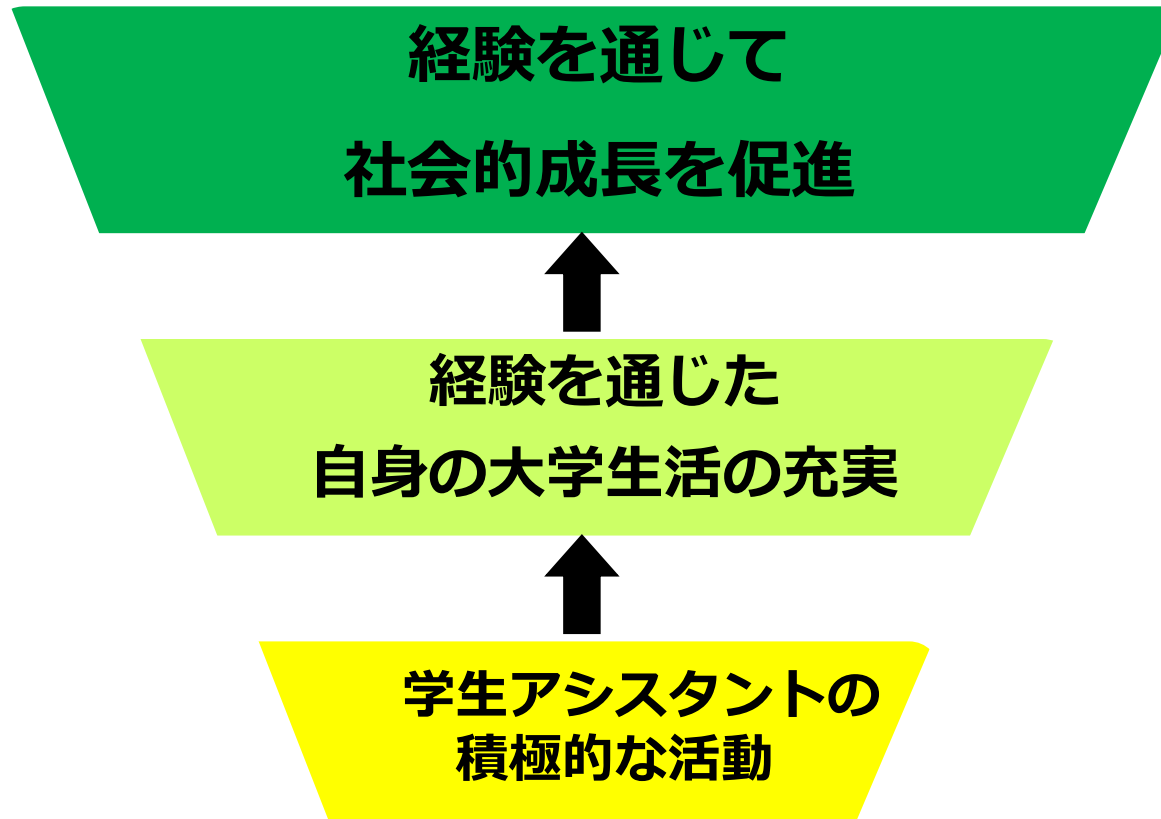 経験を通じて
社会的成長を促進
経験を通じた
自身の大学生活の充実
学生アシスタントの
積極的な活動